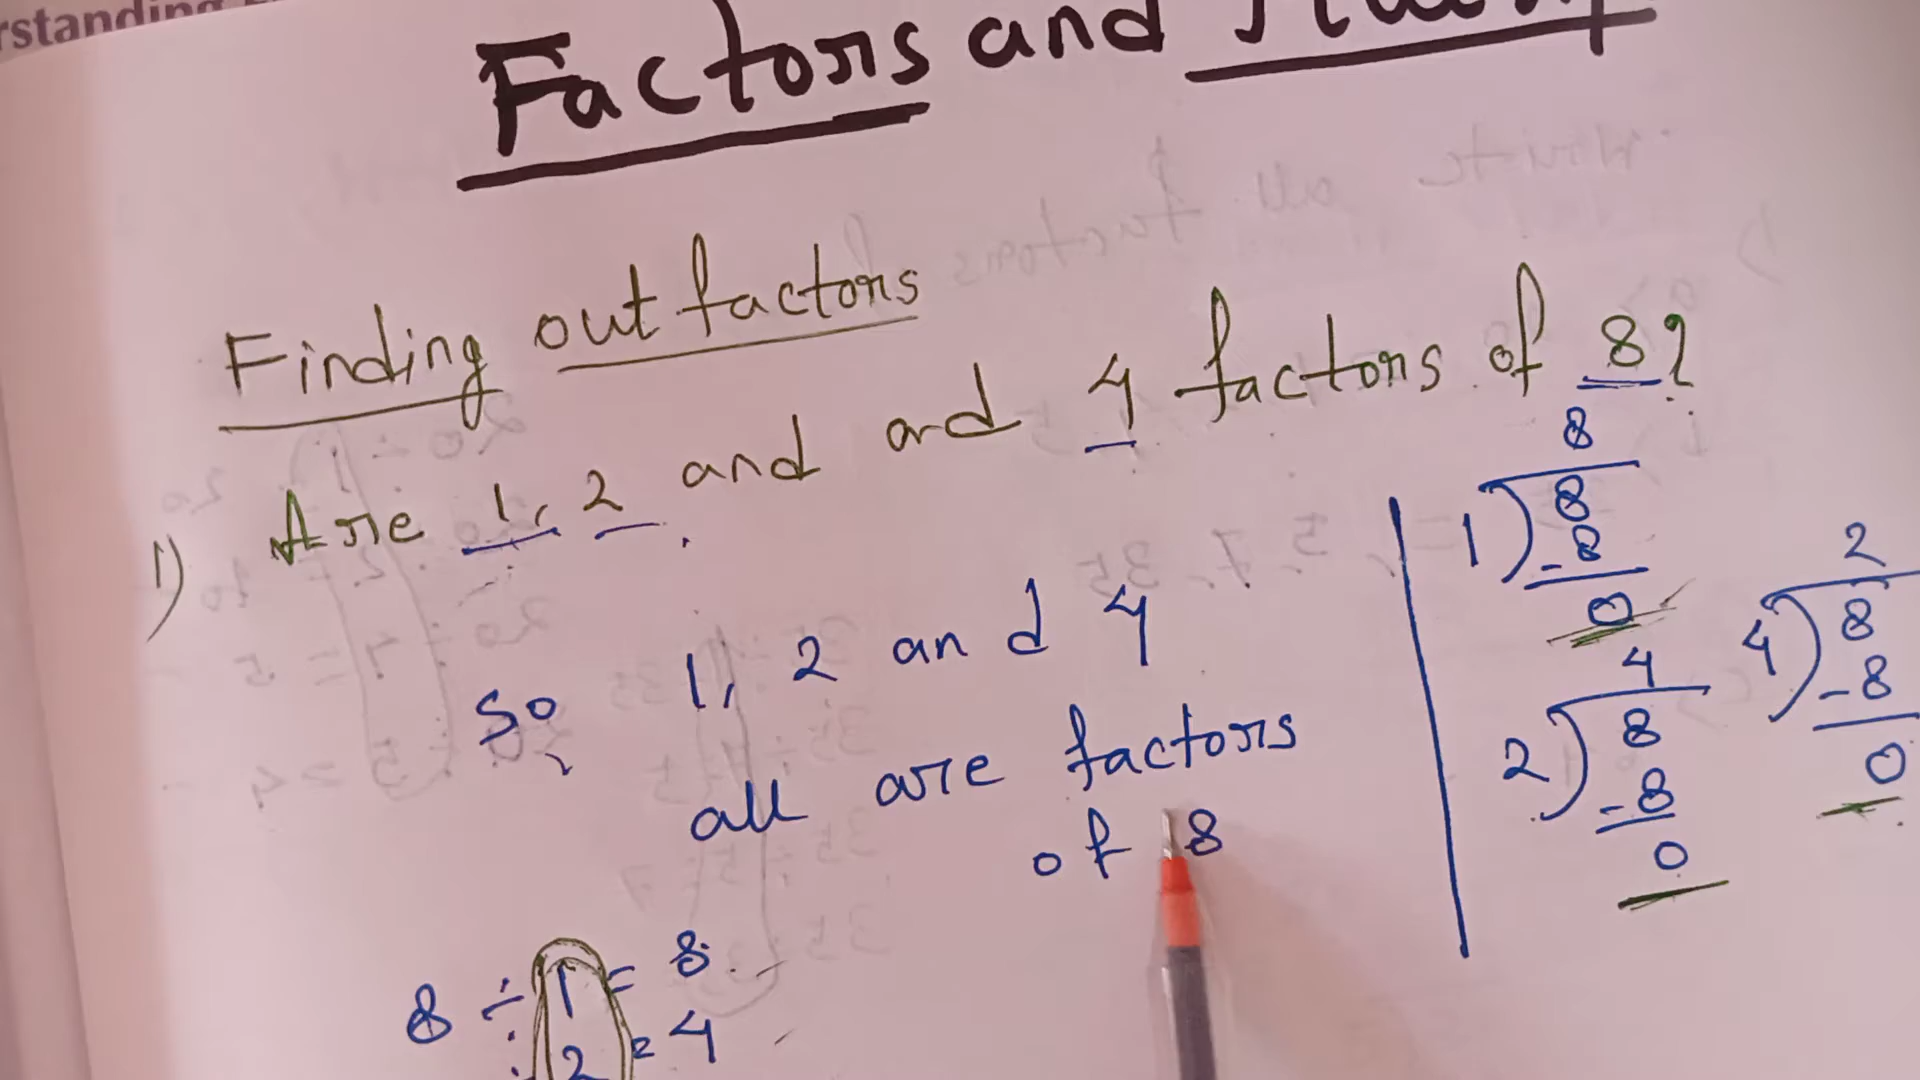 Factors and
Finding out factors
1) Are 1, 2 and and 4 factors of 8?
So, 1, 2 and 4
all are factors
of 8
8
1) 8
- 8
0
4
2) 8
- 8
0
2
4) 8
- 8
0
8 ÷ 1 = 8
÷ 2 = 4